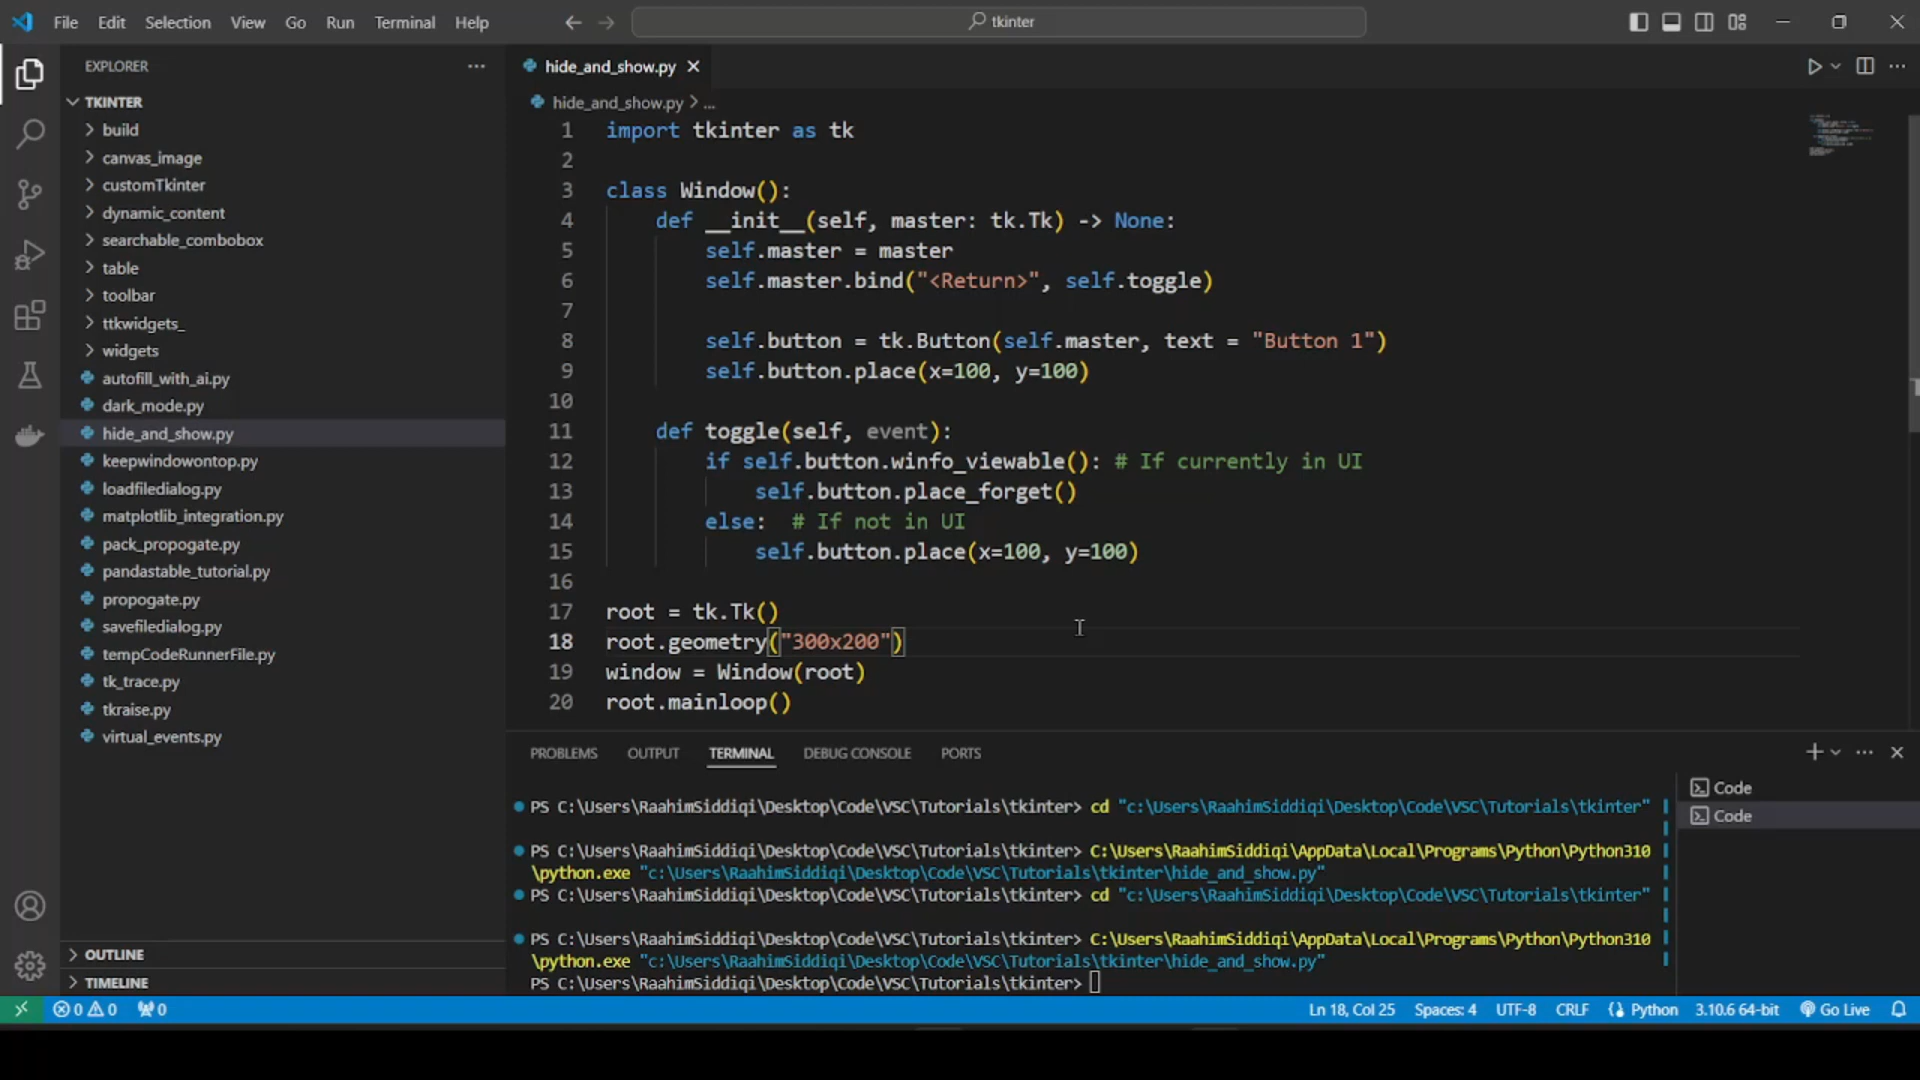 File Edit Selection View Go Run Terminal Help
tkinter
EXPLORER
TKINTER
build
canvas_image
customTkinter
dynamic_content
searchable_combobox
table
toolbar
ttkwidgets_
widgets
autofill_with_ai.py
dark_mode.py
hide_and_show.py
keepwindowontop.py
loadfiledialog.py
matplotlib_integration.py
pack_propogate.py
pandastable_tutorial.py
propogate.py
savefiledialog.py
tempCodeRunnerFile.py
tk_trace.py
tkraise.py
virtual_events.py
OUTLINE
TIMELINE
hide_and_show.py
hide_and_show.py > ...
1 import tkinter as tk
2
3 class Window():
4 def __init__(self, master: tk.Tk) -> None:
5 self.master = master
6 self.master.bind("<Return>", self.toggle)
7
8 self.button = tk.Button(self.master, text = "Button 1")
9 self.button.place(x=100, y=100)
10
11 def toggle(self, event):
12 if self.button.winfo_viewable(): # If currently in UI
13 self.button.place_forget()
14 else: # If not in UI
15 self.button.place(x=100, y=100)
16
17 root = tk.Tk()
18 root.geometry("300x200")
19 window = Window(root)
20 root.mainloop()
PROBLEMS OUTPUT TERMINAL DEBUG CONSOLE PORTS
PS C:\Users\RaahimSiddiqi\Desktop\Code\VSC\Tutorials\tkinter> cd "c:\Users\RaahimSiddiqi\Desktop\Code\VSC\Tutorials\tkinter"
PS C:\Users\RaahimSiddiqi\Desktop\Code\VSC\Tutorials\tkinter> C:\Users\RaahimSiddiqi\AppData\Local\Programs\Python\Python310
\python.exe "c:\Users\RaahimSiddiqi\Desktop\Code\VSC\Tutorials\tkinter\hide_and_show.py"
PS C:\Users\RaahimSiddiqi\Desktop\Code\VSC\Tutorials\tkinter> cd "c:\Users\RaahimSiddiqi\Desktop\Code\VSC\Tutorials\tkinter"
PS C:\Users\RaahimSiddiqi\Desktop\Code\VSC\Tutorials\tkinter> C:\Users\RaahimSiddiqi\AppData\Local\Programs\Python\Python310
\python.exe "c:\Users\RaahimSiddiqi\Desktop\Code\VSC\Tutorials\tkinter\hide_and_show.py"
PS C:\Users\RaahimSiddiqi\Desktop\Code\VSC\Tutorials\tkinter>
Code
Code
0 0 0 Ln 18, Col 25 Spaces: 4 UTF-8 CRLF Python 3.10.6 64-bit Go Live